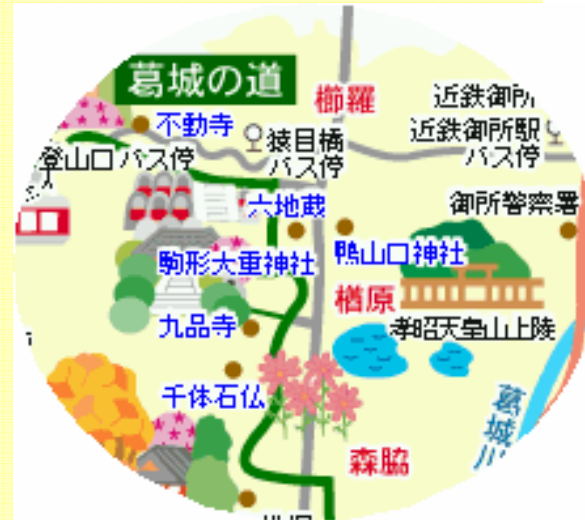 葛城の道
櫛羅
近鉄御所
不動寺
猿目橋
バス停
近鉄御所駅
バス停
登山口バス停
六地蔵
御所警察署
駒形大重神社
鴨山口神社
楢原
九品寺
孝昭天皇山上陵
千体石仏
葛城川
森脇